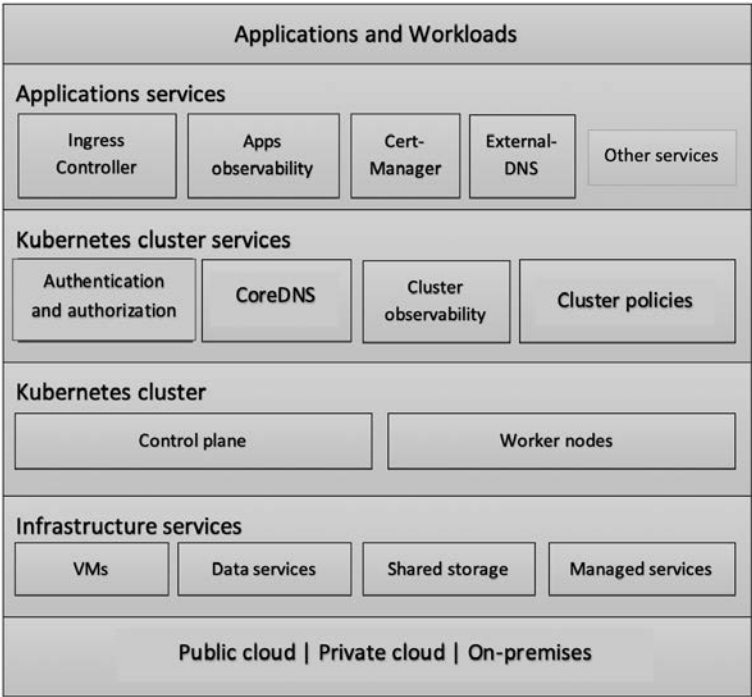 Applications and Workloads
Applications services
Ingress
Controller
Apps
observability
Cert-
Manager
External-
DNS
Other services
Kubernetes cluster services
Authentication
and authorization
CoreDNS
Cluster
observability
Cluster policies
Kubernetes cluster
Control plane
Worker nodes
Infrastructure services
VMs
Data services
Shared storage
Managed services
Public cloud | Private cloud | On-premises